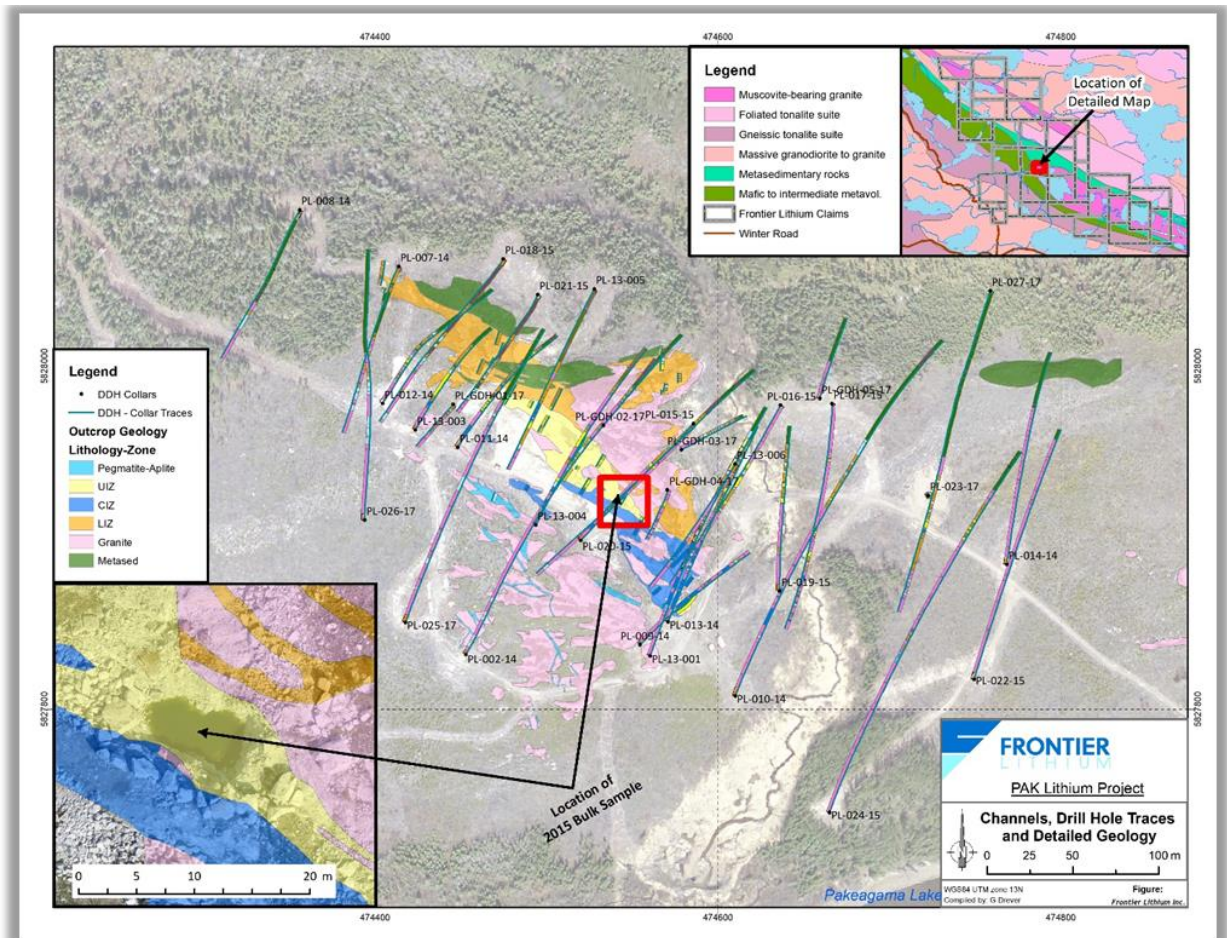 474400
474600
474800
Legend
Muscovite-bearing granite
Foliated tonalite suite
Gneissic tonalite suite
Massive granodiorite to granite
Metasedimentary rocks
Mafic to intermediate metavol.
Frontier Lithium Claims
Winter Road
Location of
Detailed Map
PL-008-14
PL-007-14
PL-018-15
PL-021-15
PL-13-005
PL-027-17
5828000
5828000
Legend
DDH Collars
DDH - Collar Traces
Outcrop Geology
Lithology-Zone
Pegmatite-Aplite
UIZ
CIZ
LIZ
Granite
Metased
PL-012-14
PL-GDH-01-17
PL-13-003
PL-011-14
PL-GDH-02-17
PL-015-15
PL-GDH-03-17
PL-016-15
PL-GDH-05-17
PL-017-15
PL-13-006
PL-GDH-04-17
PL-023-17
PL-026-17
PL-13-004
PL-020-15
PL-014-14
PL-019-15
PL-025-17
PL-013-14
PL-009-14
PL-002-14
PL-13-001
PL-022-15
PL-010-14
5827800
5827800
Location of
2015 Bulk Sample
PL-024-15
0 5 10 20 m
Pakeagama Lake
FRONTIER
LITHIUM
PAK Lithium Project
Channels, Drill Hole Traces
and Detailed Geology
0 25 50 100 m
WGS84 UTM zone 13N
Compiled by: G Drever
Figure:
Frontier Lithium Inc.
474400
474600
474800